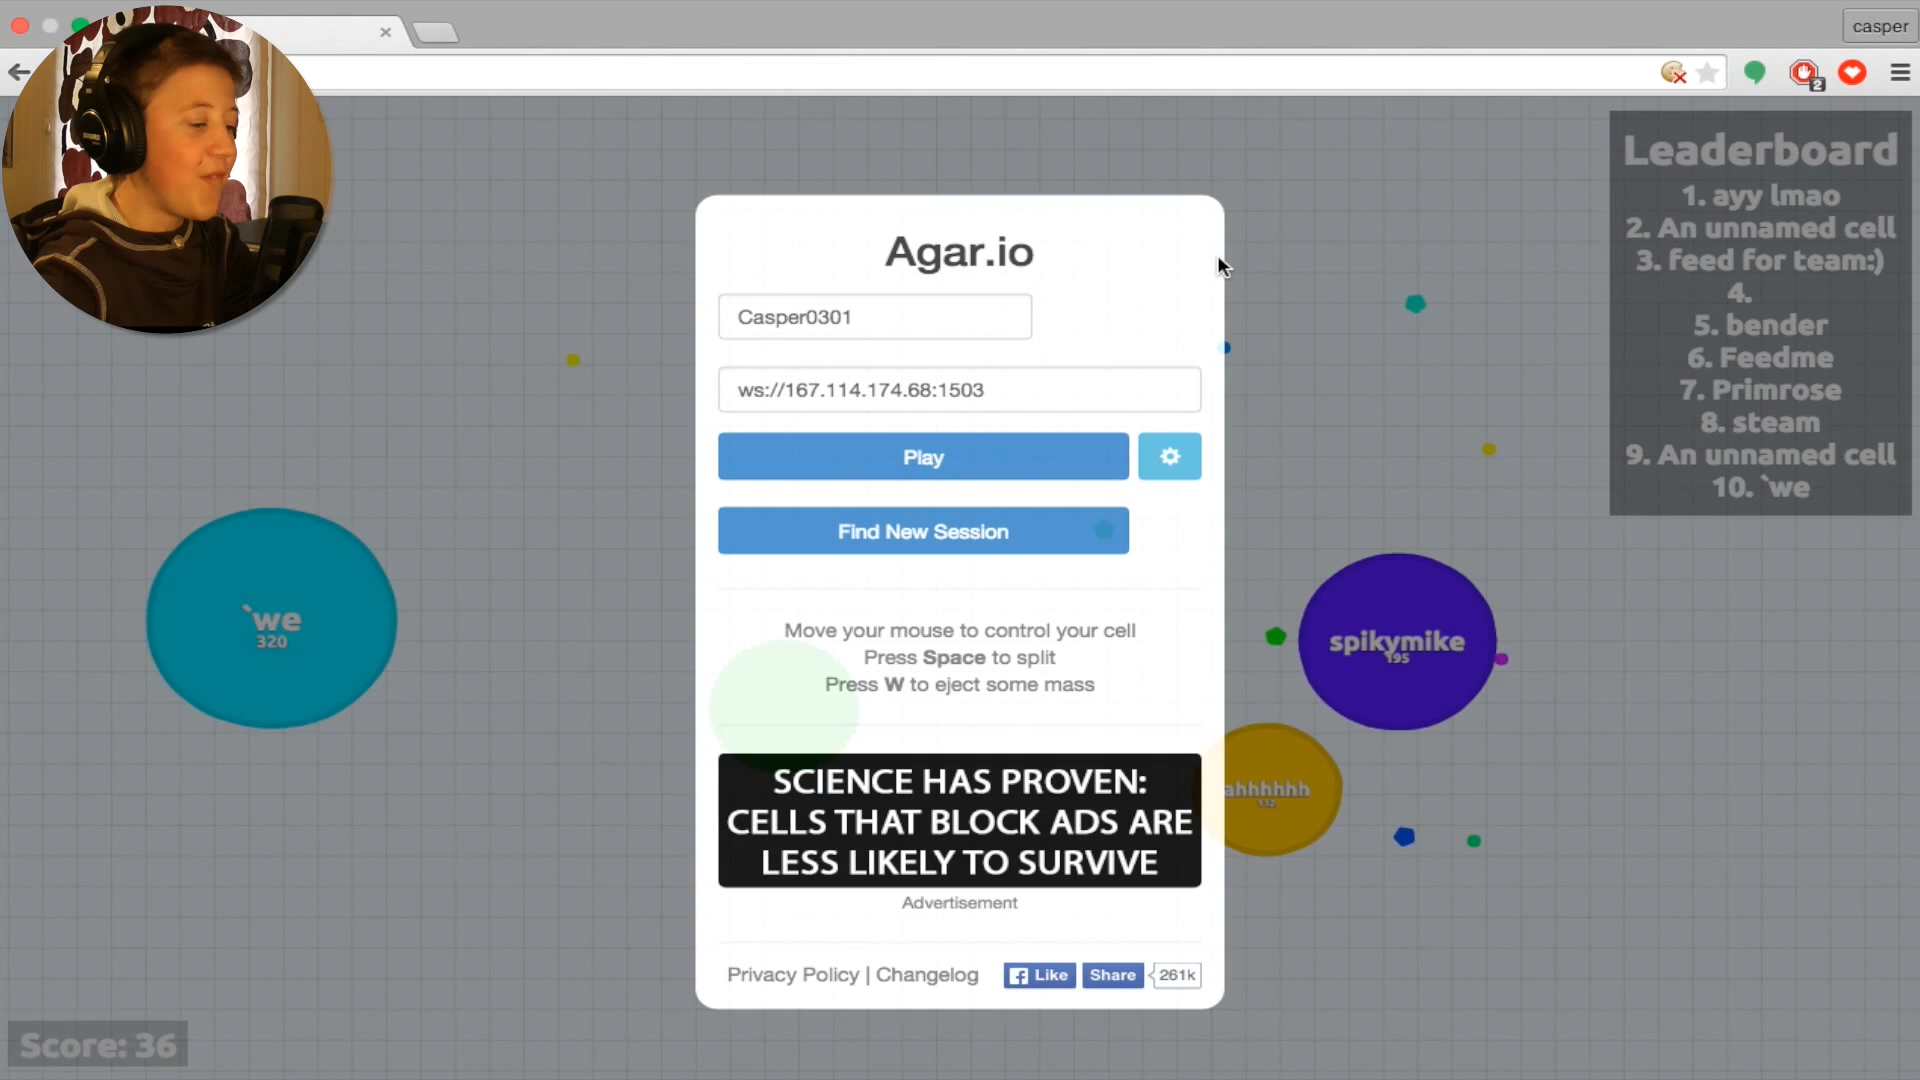 casper
2
Leaderboard
1. ayy lmao
2. An unnamed cell
3. feed for team:)
4.
5. bender
6. Feedme
7. Primrose
8. steam
9. An unnamed cell
10. `we
Agar.io
Casper0301
ws://167.114.174.68:1503
Play
Find New Session
Move your mouse to control your cell
Press Space to split
Press W to eject some mass
`we
320
spikymike
195
ahhhhhh
112
SCIENCE HAS PROVEN:
CELLS THAT BLOCK ADS ARE
LESS LIKELY TO SURVIVE
Advertisement
Privacy Policy | Changelog
Like
Share
261k
Score: 36